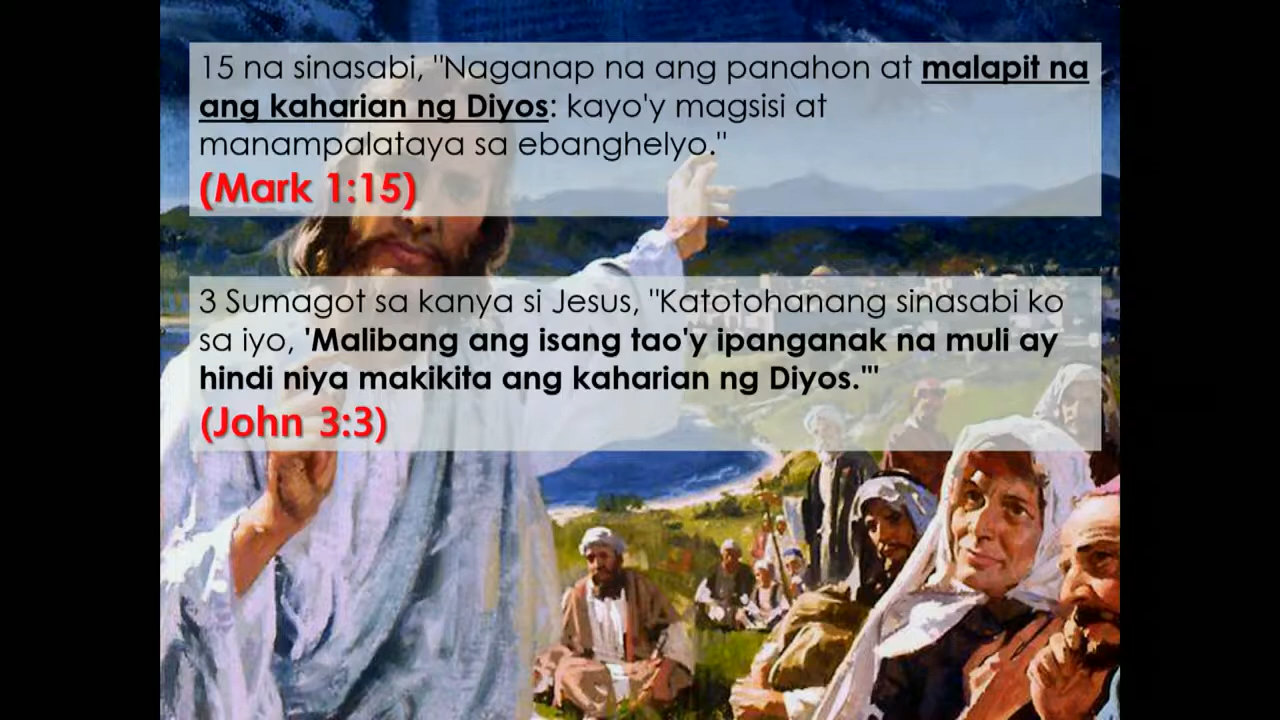 15 na sinasabi, "Naganap na ang panahon at malapit na
ang kaharian ng Diyos: kayo'y magsisi at
manampalataya sa ebanghelyo."
(Mark 1:15)
3 Sumagot sa kanya si Jesus, "Katotohanang sinasabi ko
sa iyo, 'Malibang ang isang tao'y ipanganak na muli ay
hindi niya makikita ang kaharian ng Diyos.'"
(John 3:3)